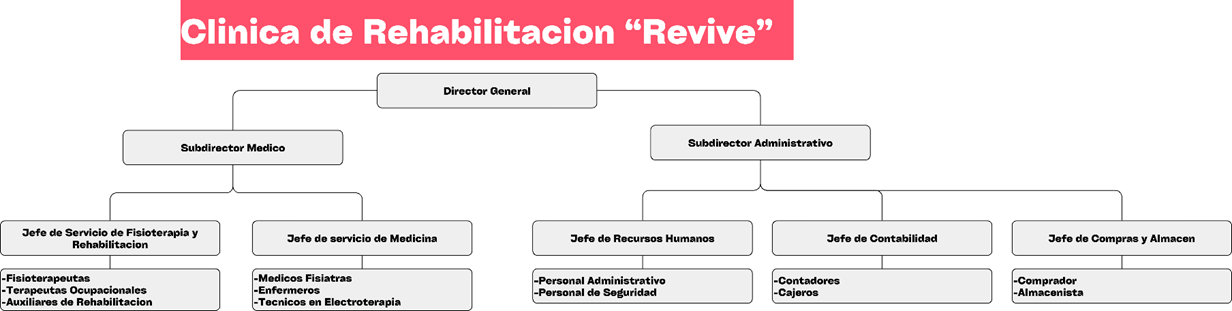 Clinica de Rehabilitacion “Revive”
Director General
Subdirector Medico
Subdirector Administrativo
Jefe de Servicio de Fisioterapia y
Rehabilitacion
Jefe de servicio de Medicina
Jefe de Recursos Humanos
Jefe de Contabilidad
Jefe de Compras y Almacen
-Fisioterapeutas
-Terapeutas Ocupacionales
-Auxiliares de Rehabilitacion
-Medicos Fisiatras
-Enfermeros
-Tecnicos en Electroterapia
-Personal Administrativo
-Personal de Seguridad
-Contadores
-Cajeros
-Comprador
-Almacenista